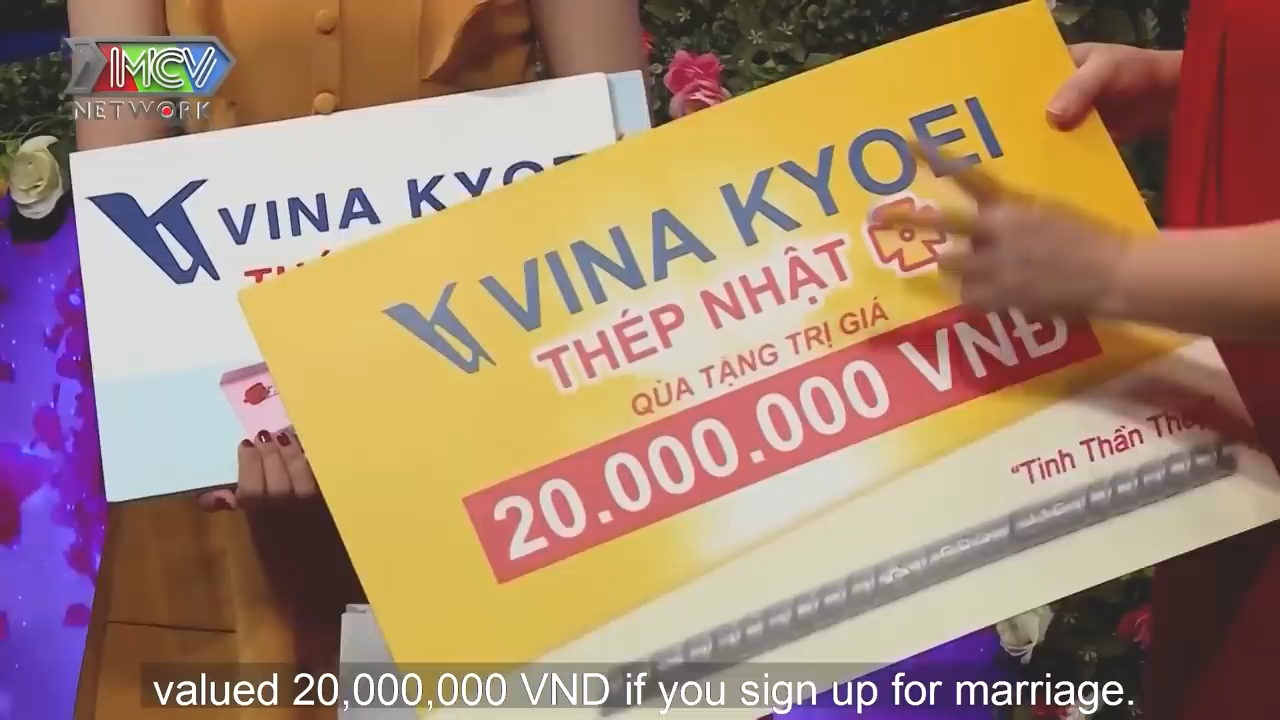 MCV
NETWORK
VINA KYOEI
VINA KYOEI
THÉP NHẬT
QÙA TẶNG TRỊ GIÁ
20.000.000 VNĐ
"Tinh Thần Thép"
valued 20,000,000 VND if you sign up for marriage.